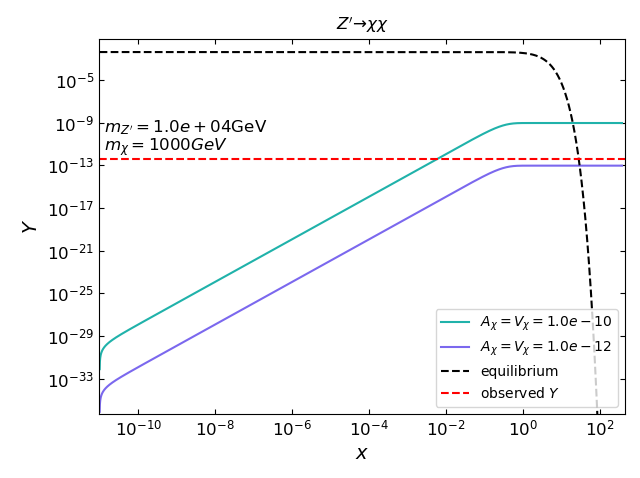 Z′→χχ
m_{Z′} = 1.0e + 04GeV
m_χ = 1000GeV
Y
10^{−5}
10^{−9}
10^{−13}
10^{−17}
10^{−21}
10^{−25}
10^{−29}
10^{−33}
A_χ = V_χ = 1.0e − 10
A_χ = V_χ = 1.0e − 12
equilibrium
observed Y
10^{−10} 10^{−8} 10^{−6} 10^{−4} 10^{−2} 10^{0} 10^{2}
x